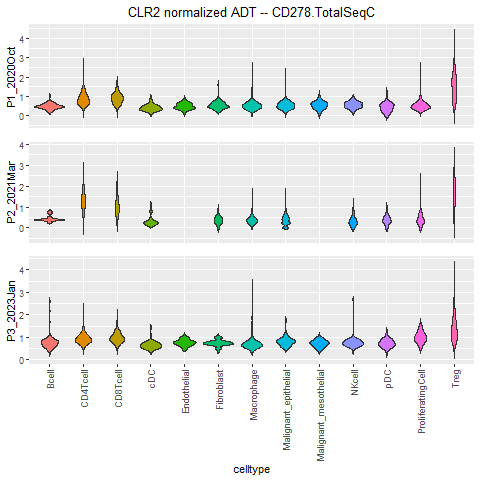 CLR2 normalized ADT -- CD278.TotalSeqC
P1_2020Oct
4
3
2
1
0
P2_2021Mar
4
3
2
1
0
P3_2023Jan
4
3
2
1
0
Bcell
CD4Tcell
CD8Tcell
cDC
Endothelial
Fibroblast
Macrophage
Malignant_epithelial
Malignant_mesothelial
NKcell
pDC
ProliferatingCell
Treg
celltype